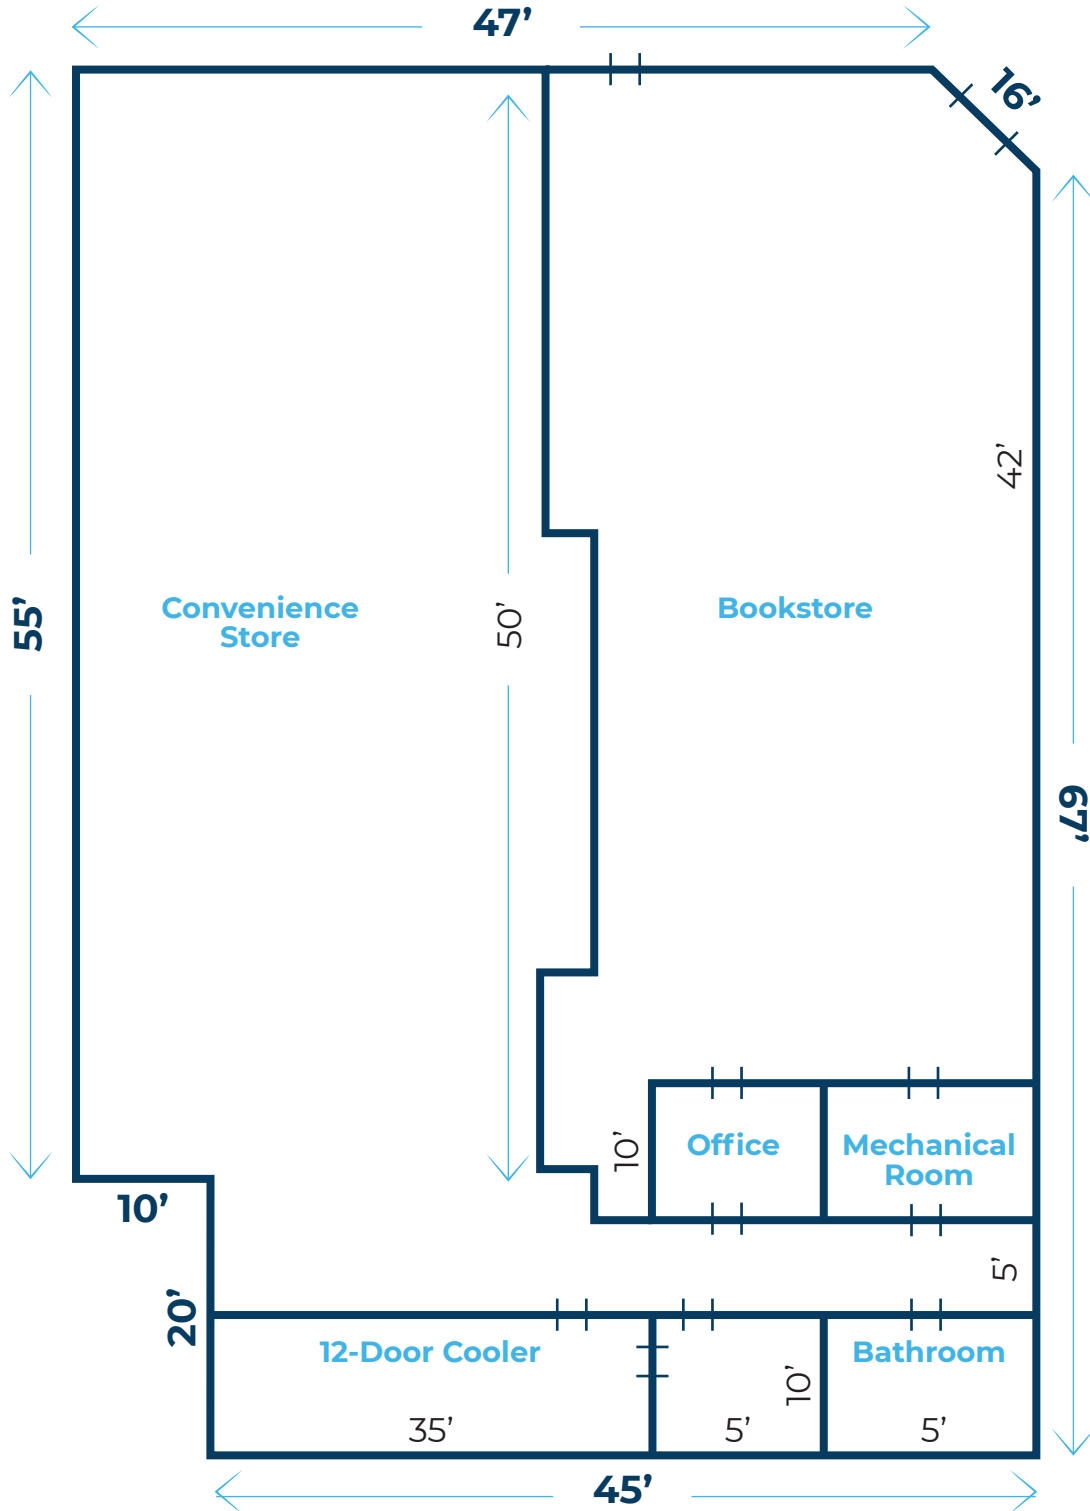 47’
16’
42’
Convenience
Store
55’
50’
Bookstore
67’
10’
Office
Mechanical
Room
10’
5’
20’
12-Door Cooler
Bathroom
10’
35’
5’
5’
45’